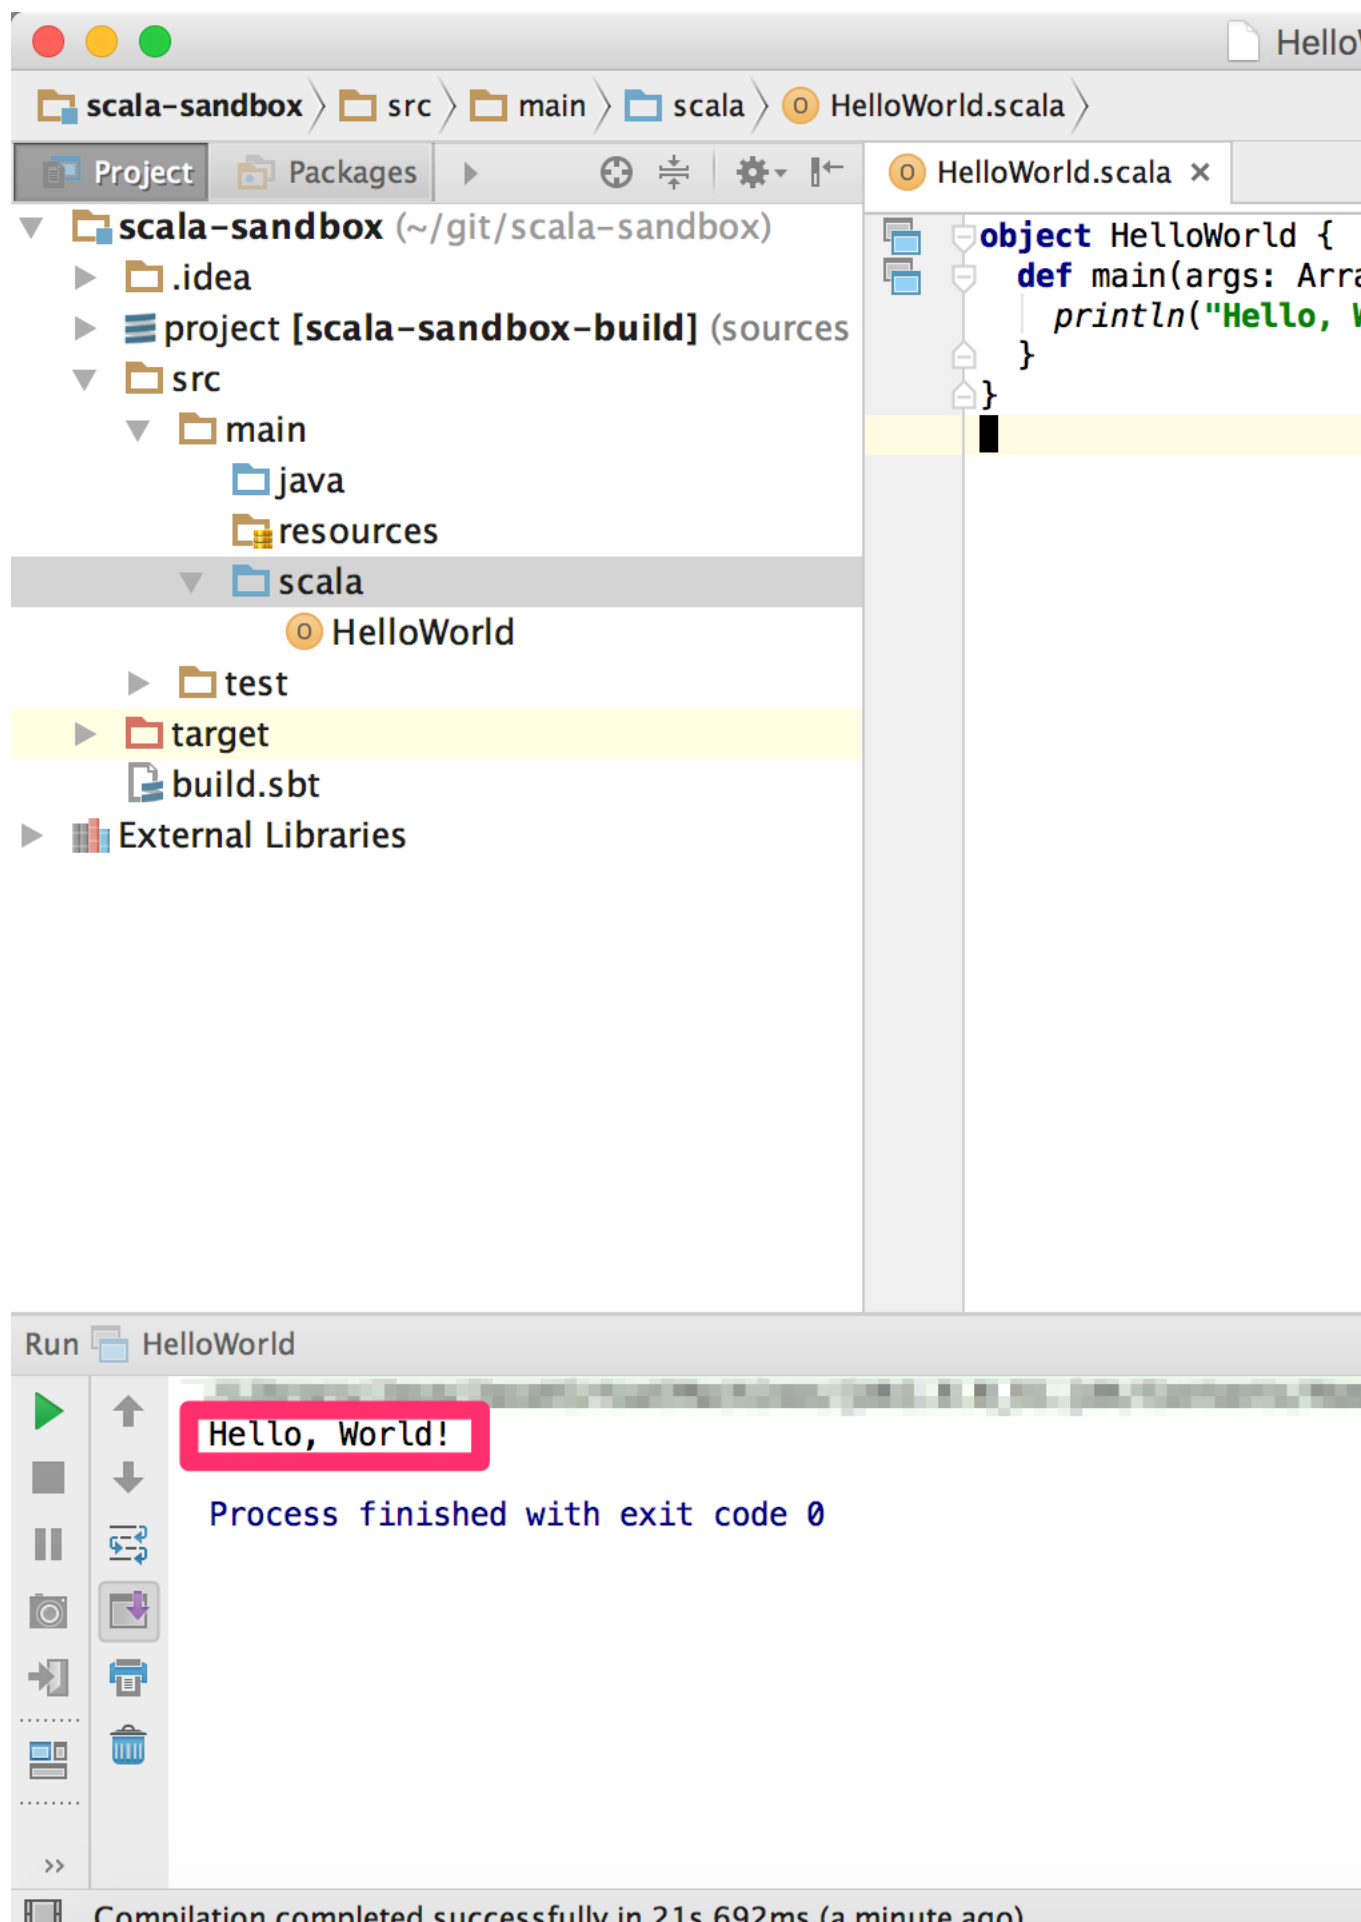 Hello
scala-sandbox src main scala HelloWorld.scala
Project Packages
HelloWorld.scala ×
scala-sandbox (~/git/scala-sandbox)
.idea
project [scala-sandbox-build] (sources
src
main
java
resources
scala
HelloWorld
test
target
build.sbt
External Libraries
object HelloWorld {
def main(args: Arra
println("Hello, W
}
}
Run HelloWorld
Hello, World!
Process finished with exit code 0
Compilation completed successfully in 21s 692ms (a minute ago)